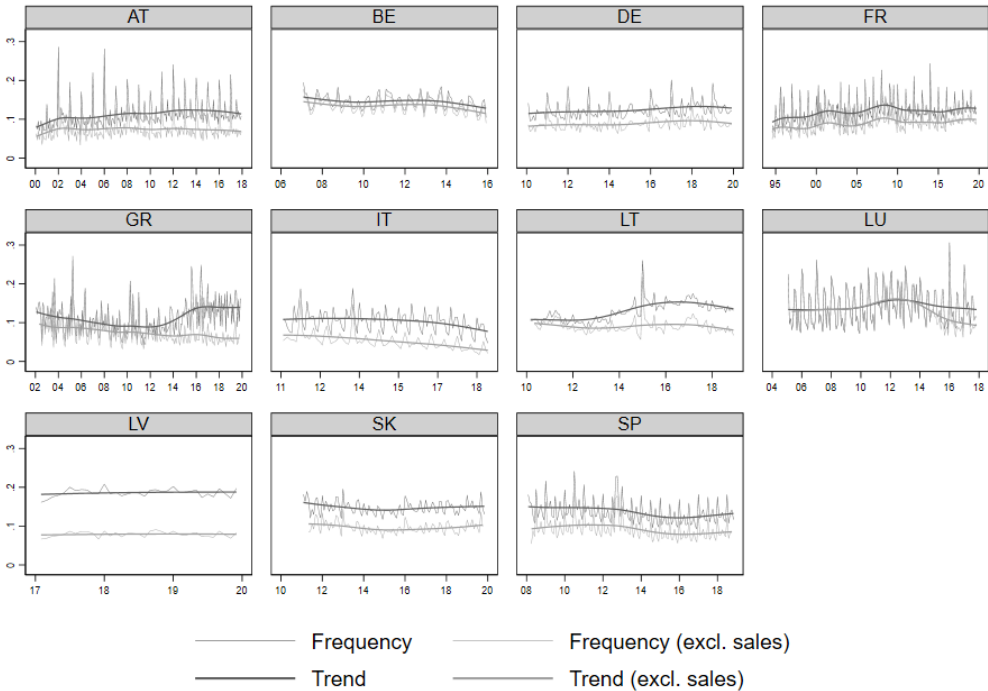 AT BE DE FR
.3
.2
.1
0
00 02 04 06 08 10 12 14 16 18 06 08 10 12 14 16 10 12 14 16 18 20 95 00 05 10 15 20
GR IT LT LU
.3
.2
.1
0
02 04 06 08 10 12 14 16 18 20 11 12 14 15 17 18 10 12 14 16 18 04 06 08 10 12 14 16 18
LV SK SP
.3
.2
.1
0
17 18 19 20 10 12 14 16 18 20 08 10 12 14 16 18
Frequency Frequency (excl. sales)
Trend Trend (excl. sales)